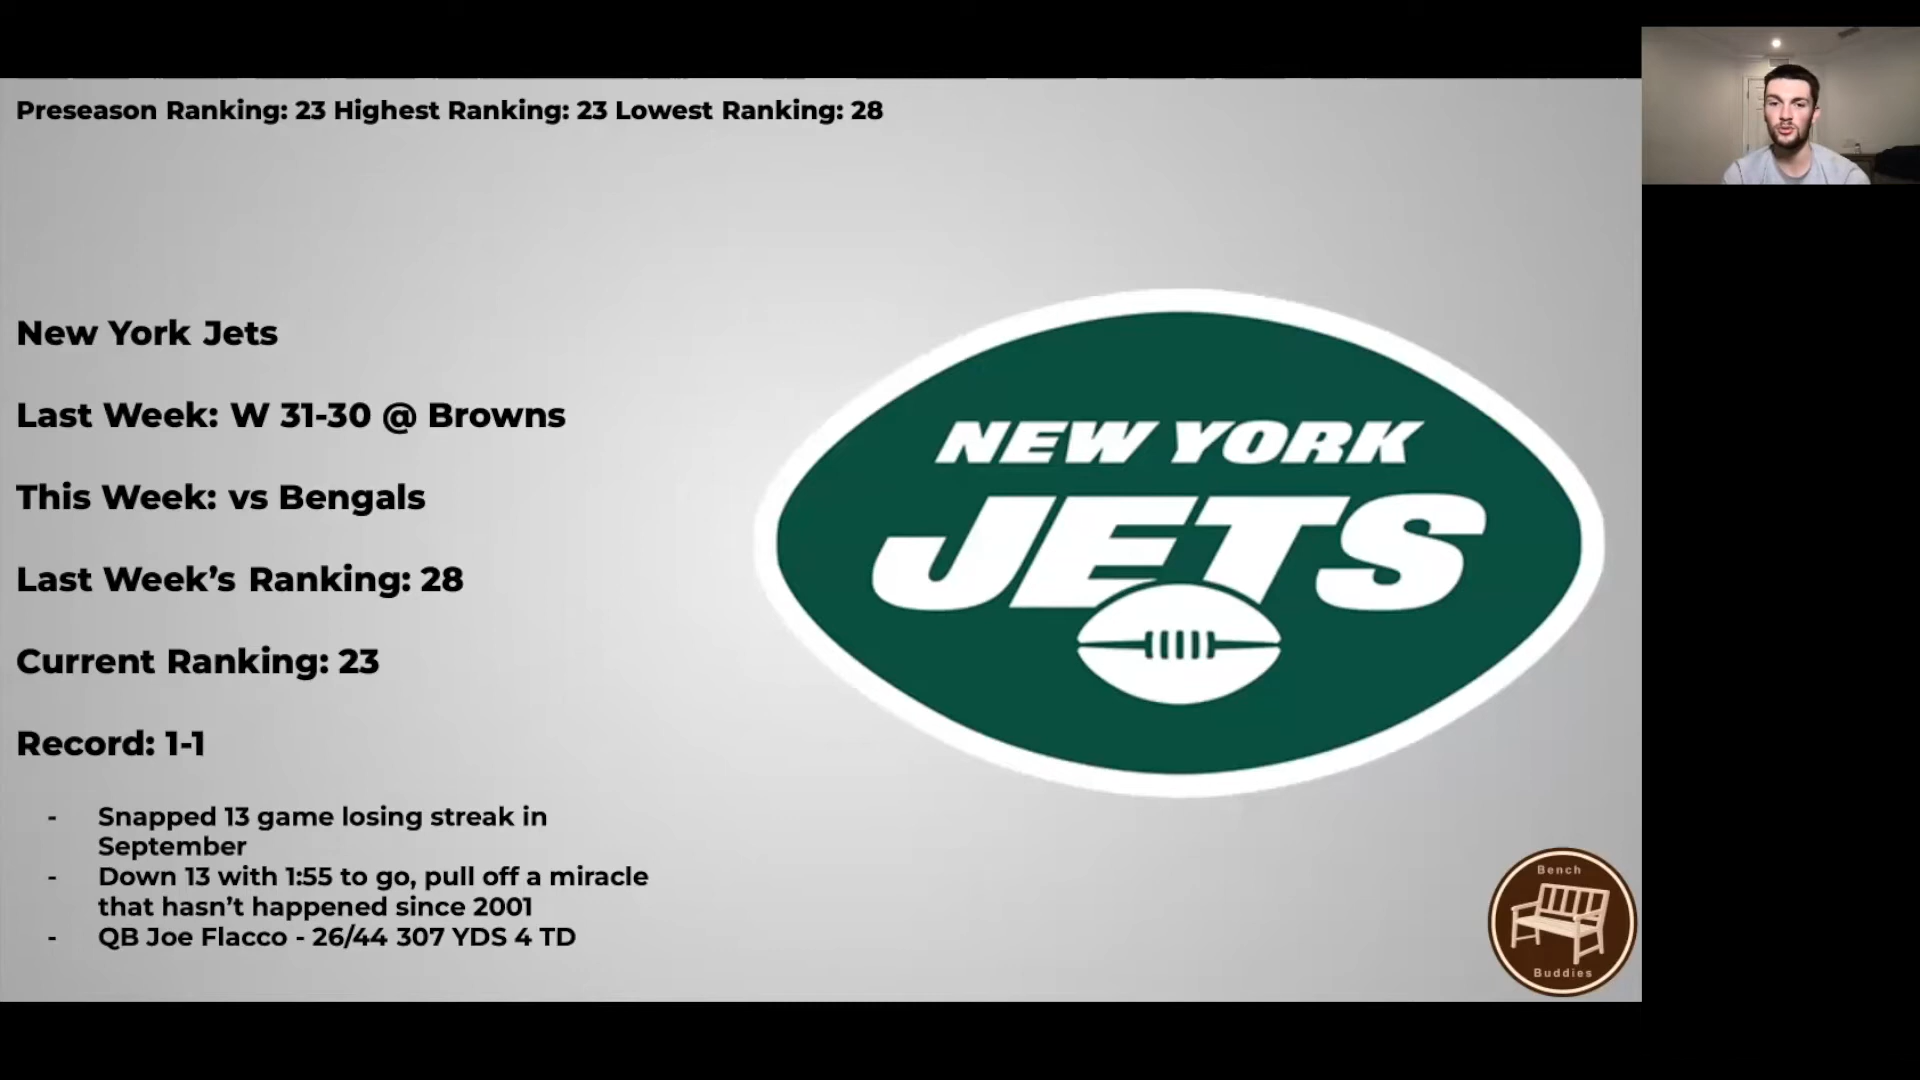 Preseason Ranking: 23 Highest Ranking: 23 Lowest Ranking: 28
New York Jets
Last Week: W 31-30 @ Browns
This Week: vs Bengals
Last Week’s Ranking: 28
Current Ranking: 23
Record: 1-1
- Snapped 13 game losing streak in
September
- Down 13 with 1:55 to go, pull off a miracle
that hasn’t happened since 2001
- QB Joe Flacco - 26/44 307 YDS 4 TD
NEW YORK
JETS
Bench
Buddies